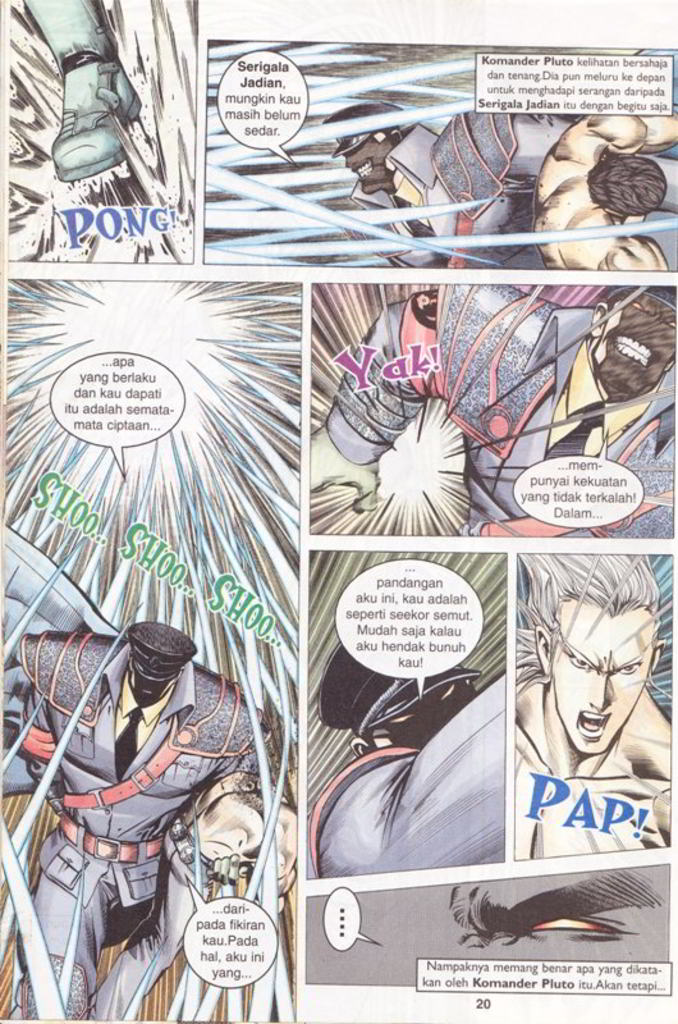 PONG!
Serigala
Jadian,
mungkin kau
masih belum
sedar.
Komander Pluto kelihatan bersahaja
dan tenang.Dia pun meluru ke depan
untuk menghadapi serangan daripada
Serigala Jadian itu dengan begitu saja.
...apa
yang berlaku
dan kau dapati
itu adalah semata-
mata ciptaan...
SHOO... SHOO... SHOO...
...dari-
pada fikiran
kau.Pada
hal, aku ini
yang...
Yak!
...mem-
punyai kekuatan
yang tidak terkalah!
Dalam...
...
pandangan
aku ini, kau adalah
seperti seekor semut.
Mudah saja kalau
aku hendak bunuh
kau!
PAP!
....
Nampaknya memang benar apa yang dikata-
kan oleh Komander Pluto itu.Akan tetapi...
20